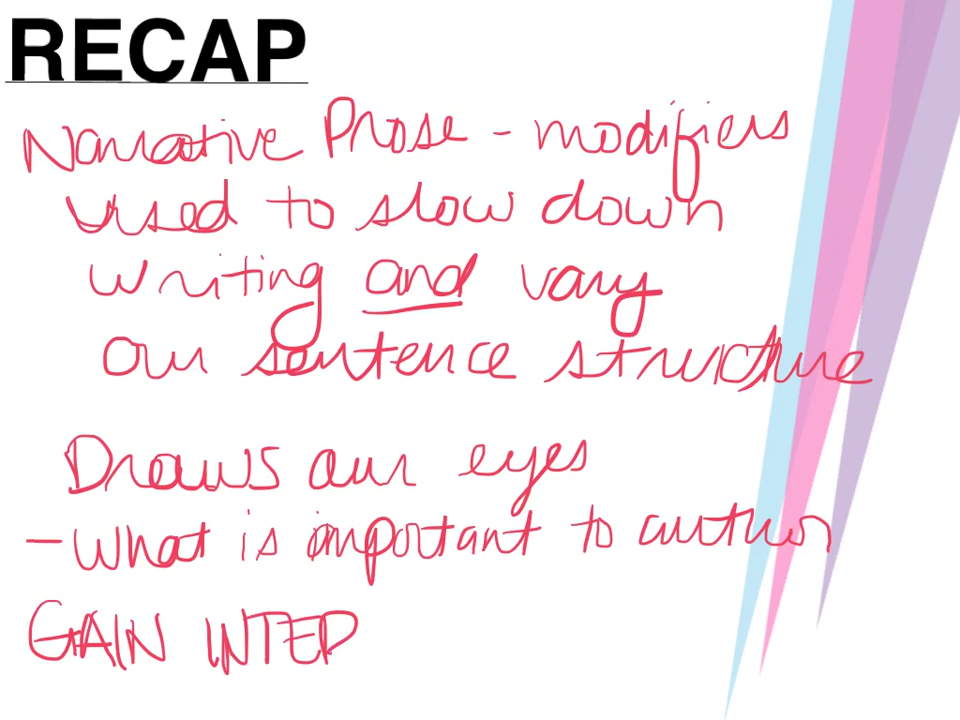 RECAP
Narrative Prose - modifiers
used to slow down
writing and vary
our sentence structure
Draws our eyes
- What is important to author
GAIN INTEP